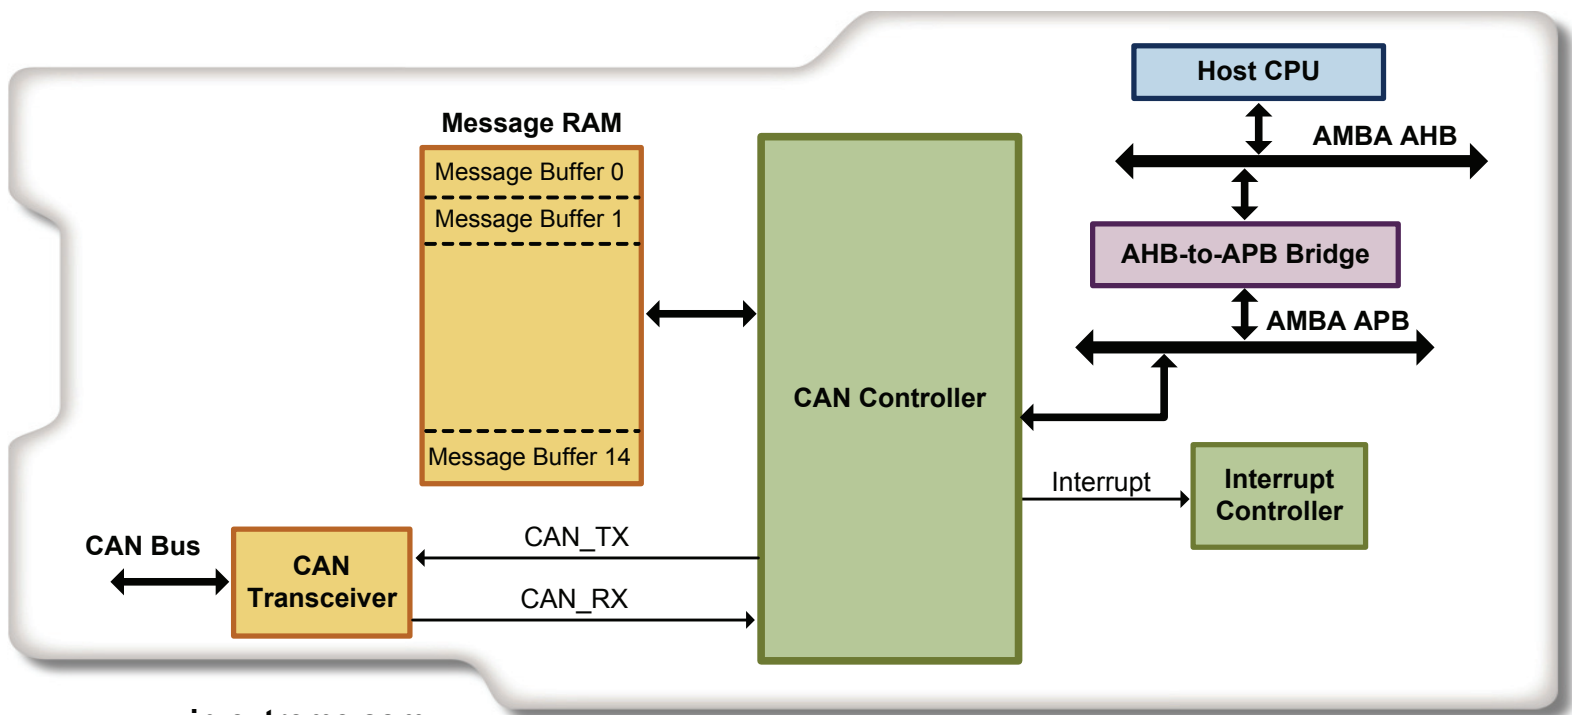 Host CPU
AMBA AHB
Message RAM
Message Buffer 0
Message Buffer 1
Message Buffer 14
AHB-to-APB Bridge
AMBA APB
CAN Controller
Interrupt
Interrupt
Controller
CAN Bus
CAN
Transceiver
CAN_TX
CAN_RX